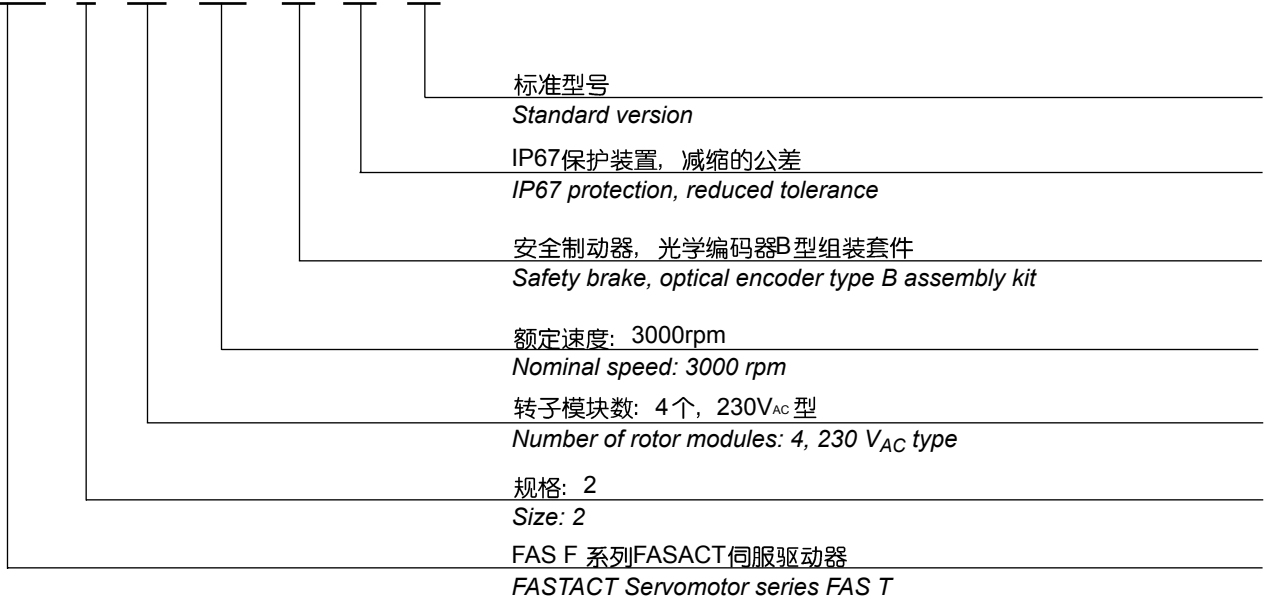 标准型号
Standard version
IP67保护装置，减缩的公差
IP67 protection, reduced tolerance
安全制动器，光学编码器B型组装套件
Safety brake, optical encoder type B assembly kit
额定速度：3000rpm
Nominal speed: 3000 rpm
转子模块数：4个，230VAC型
Number of rotor modules: 4, 230 VAC type
规格：2
Size: 2
FAS F 系列FASACT伺服驱动器
FASTACT Servomotor series FAS T